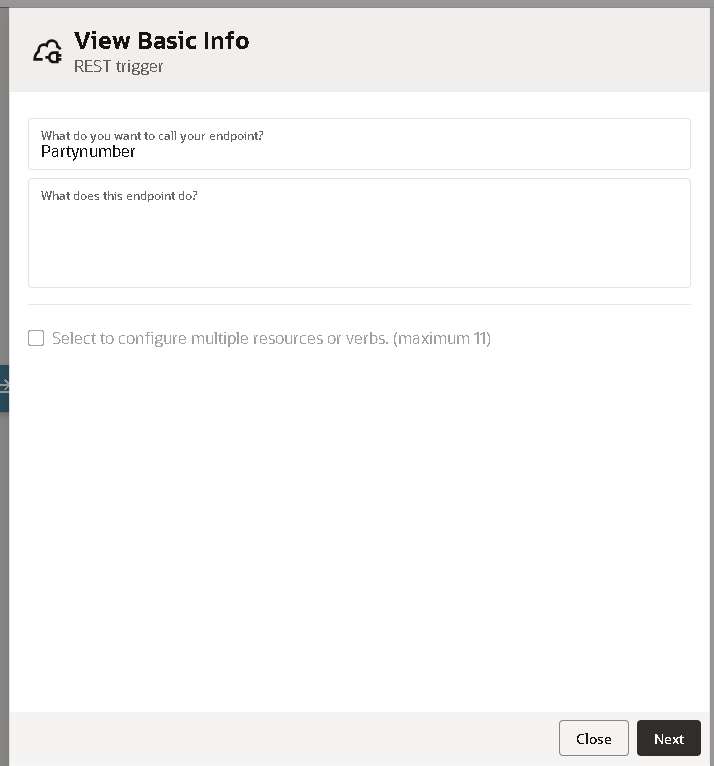 View Basic Info
REST trigger
What do you want to call your endpoint?
Partynumber
What does this endpoint do?
Select to configure multiple resources or verbs. (maximum 11)
Close
Next